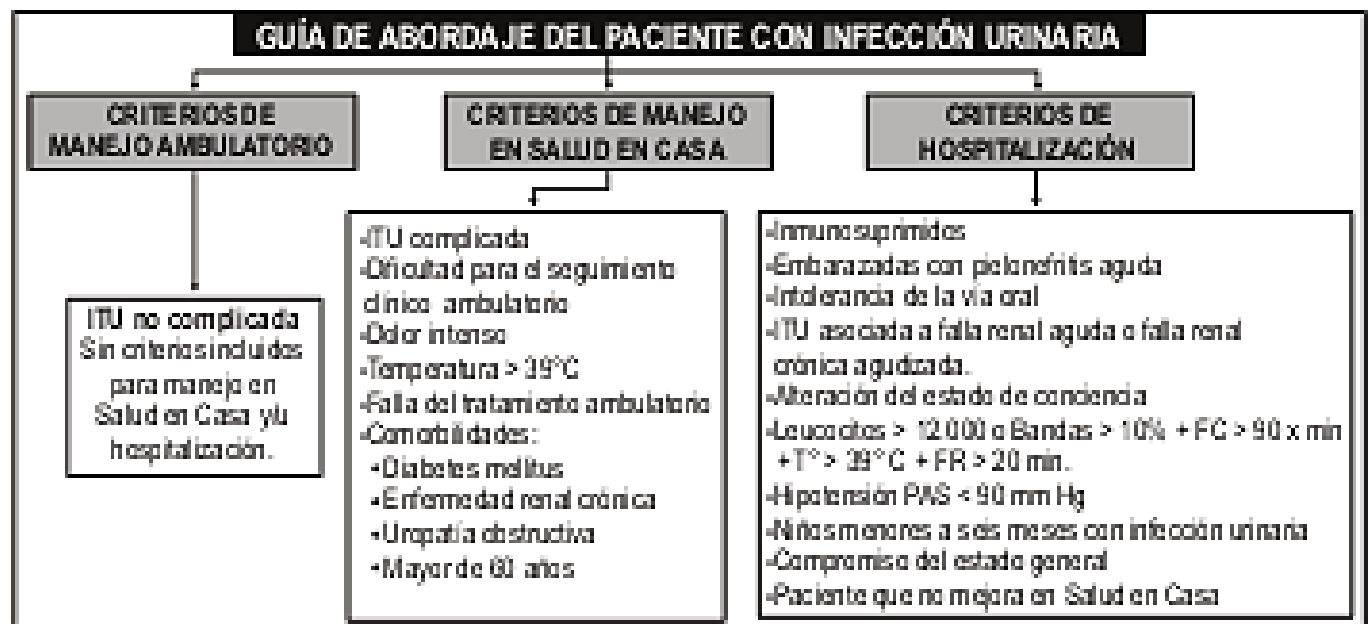 GUÍA DE ABORDAJE DEL PACIENTE CON INFECCIÓN URINARIA
CRITERIOS DE
MANEJO AMBULATORIO
ITU no complicada
Sin criterios incluidos
para manejo en
Salud en Casa y/u
hospitalización.
CRITERIOS DE MANEJO
EN SALUD EN CASA
-ITU complicada
-Dificultad para el seguimiento
clínico ambulatorio
-Dolor intenso
-Temperatura > 39°C
-Falla del tratamiento ambulatorio
-Comorbilidades:
•Diabetes mellitus
•Enfermedad renal crónica
•Uropatía obstructiva
•Mayor de 60 años
CRITERIOS DE
HOSPITALIZACIÓN
-Inmunosuprimidos
-Embarazadas con pielonefritis aguda
-Intolerancia de la vía oral
-ITU asociada a falla renal aguda o falla renal
crónica agudizada.
-Alteración del estado de conciencia
-Leucocitos > 12 000 o Bandas > 10% + FC > 90 x min
+T° > 39° C + FR > 20 min.
-Hipotensión PAS < 90 mm Hg
-Niños menores a seis meses con infección urinaria
-Compromiso del estado general
-Paciente que no mejora en Salud en Casa